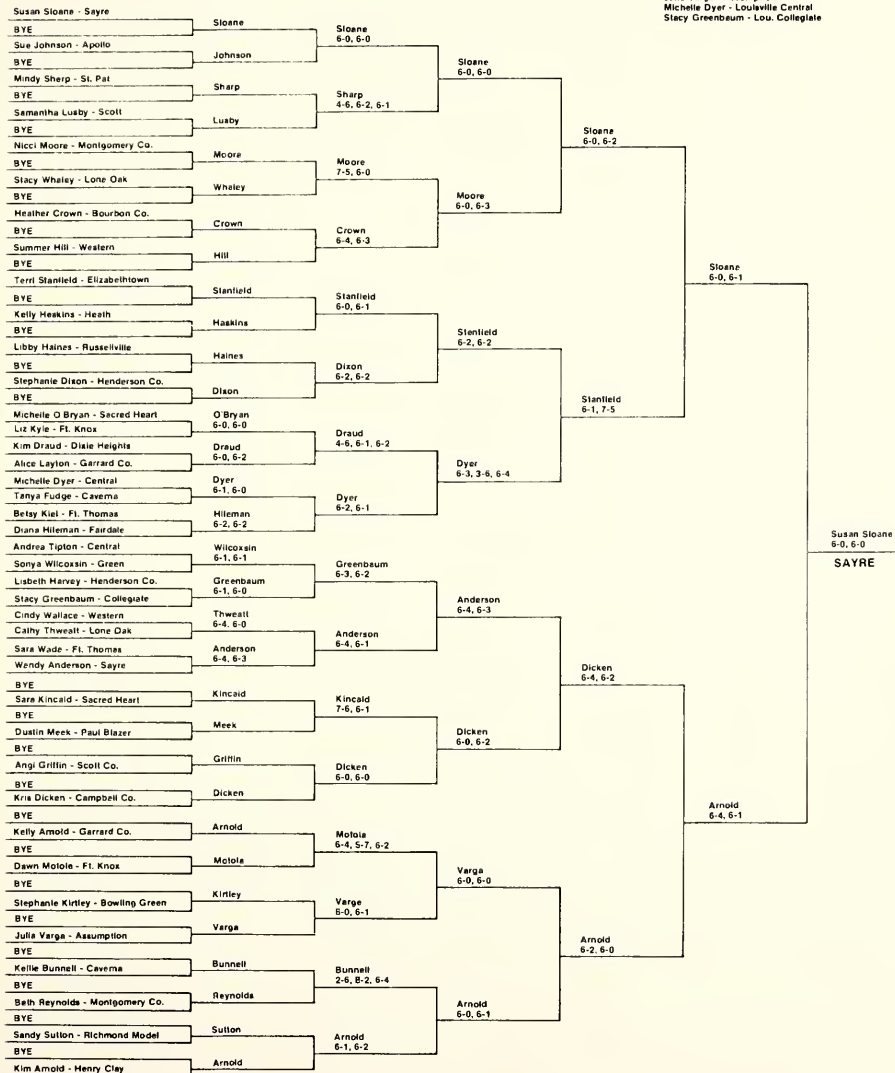 Michelle Dyer - Louisville Central
Stacy Greenbaum - Lou. Collegiate
Susan Sloane - Sayre
BYE
Sue Johnson - Apollo
BYE
Mindy Sherp - St. Pat
BYE
Samantha Lusby - Scott
BYE
Nicci Moore - Montgomery Co.
BYE
Stacy Whaley - Lone Oak
BYE
Heather Crown - Bourbon Co.
BYE
Summer Hill - Western
BYE
Terri Stanfield - Elizabethtown
BYE
Kelly Heskins - Heath
BYE
Libby Haines - Russellville
BYE
Stephanie Dixon - Henderson Co.
BYE
Michelle O Bryan - Sacred Heart
Liz Kyle - Ft. Knox
Kim Draud - Dixie Heights
Alice Layton - Garrard Co.
Michelle Dyer - Central
Tanya Fudge - Caverna
Betsy Kiel - Ft. Thomas
Diana Hileman - Fairdale
Andrea Tipton - Central
Sonya Wilcoxsin - Green
Lisbeth Harvey - Henderson Co.
Stacy Greenbaum - Collegiate
Cindy Wallace - Western
Cathy Thweatt - Lone Oak
Sara Wade - Ft. Thomas
Wendy Anderson - Sayre
BYE
Sara Kincaid - Sacred Heart
BYE
Dustin Meek - Paul Blazer
BYE
Angi Griffin - Scott Co.
BYE
Kris Dicken - Campbell Co.
BYE
Kelly Arnold - Garrard Co.
BYE
Dawn Motole - Ft. Knox
BYE
Stephanie Kirtley - Bowling Green
BYE
Julia Varga - Assumption
BYE
Kellie Bunnell - Caverna
BYE
Beth Reynolds - Montgomery Co.
BYE
Sandy Sutton - Richmond Model
BYE
Kim Arnold - Henry Clay
Sloane
Johnson
Sharp
Lusby
Moore
Whaley
Crown
Hill
Stanfield
Haskins
Haines
Dixon
O'Bryan
6-0, 6-0
Draud
6-0, 6-2
Dyer
6-1, 6-0
Hileman
6-2, 6-2
Wilcoxsin
6-1, 6-1
Greenbaum
6-1, 6-0
Thweatt
6-4, 6-0
Anderson
6-4, 6-3
Kincaid
Meek
Griffin
Dicken
Arnold
Motola
Kirtley
Varga
Bunnell
Reynolds
Sutton
Arnold
Sloane
6-0, 6-0
Sharp
4-6, 6-2, 6-1
Moore
7-5, 6-0
Crown
6-4, 6-3
Stanfield
6-0, 6-1
Dixon
6-2, 6-2
Draud
4-6, 6-1, 6-2
Dyer
6-2, 6-1
Greenbaum
6-3, 6-2
Anderson
6-4, 6-1
Kincaid
7-6, 6-1
Dicken
6-0, 6-0
Motola
6-4, 5-7, 6-2
Varge
6-0, 6-1
Bunnell
2-6, 8-2, 6-4
Arnold
6-1, 6-2
Sloane
6-0, 6-0
Moore
6-0, 6-3
Stenfield
6-2, 6-2
Dyer
6-3, 3-6, 6-4
Anderson
6-4, 6-3
Dicken
6-0, 6-2
Varga
6-0, 6-0
Arnold
6-0, 6-1
Sloane
6-0, 6-2
Stanfield
6-1, 7-5
Dicken
6-4, 6-2
Arnold
6-2, 6-0
Sloane
6-0, 6-1
Arnold
6-4, 6-1
Susan Sloane
6-0, 6-0
SAYRE